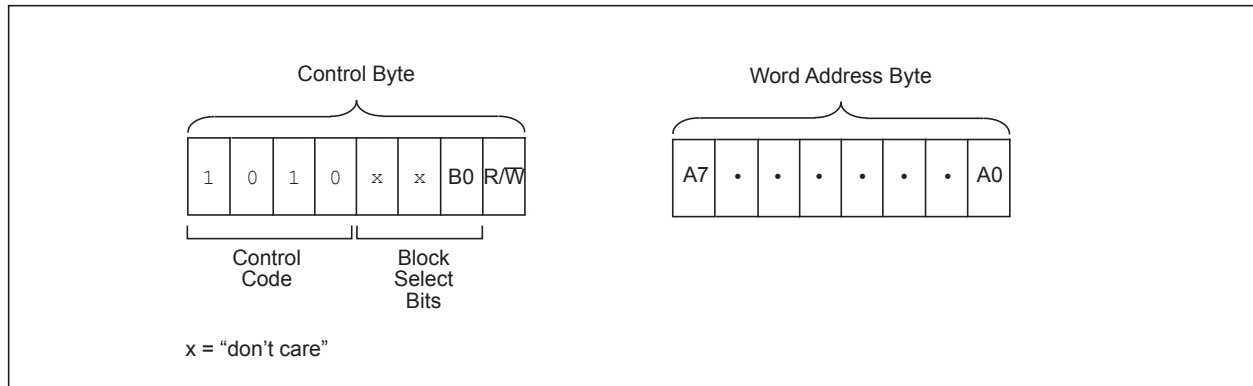 Control Byte
Word Address Byte
1 0 1 0 x x B0 R/W̅
A7 • • • • • • A0
Control
Code
Block
Select
Bits
x = “don’t care”